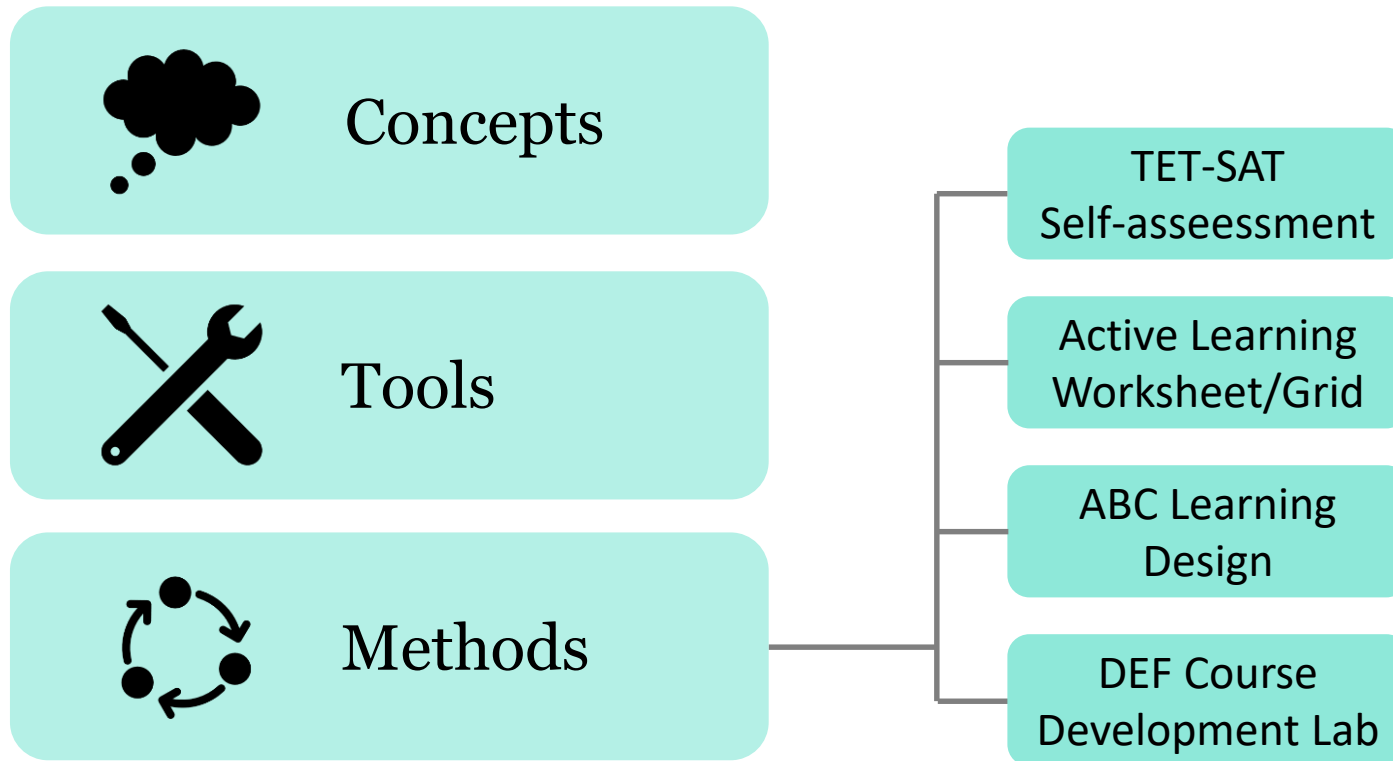 Concepts
Tools
Methods
TET-SAT
Self-asseessment
Active Learning
Worksheet/Grid
ABC Learning
Design
DEF Course
Development Lab